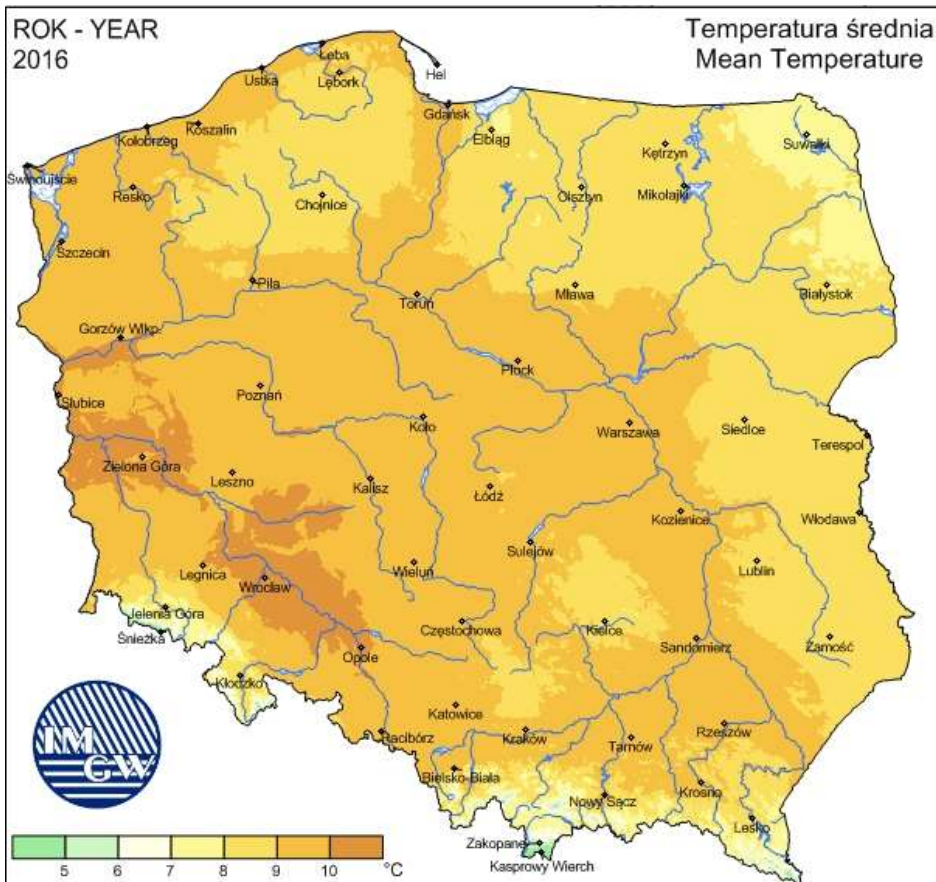 ROK - YEAR
2016
Temperatura średnia
Mean Temperature
Łeba
Hel
Ustka
Lębork
Gdańsk
Koszalin
Kołobrzeg
Elbląg
Suwałki
Kętrzyn
Świnoujście
Resko
Chojnice
Olsztyn
Mikołajki
Szczecin
Piła
Toruń
Mława
Białystok
Gorzów Wlkp.
Płock
Słubice
Poznań
Koło
Warszawa
Siedlce
Terespol
Zielona Góra
Leszno
Kalisz
Łódź
Kozienice
Włodawa
Sulejów
Legnica
Wrocław
Wieluń
Lublin
Jelenia Góra
Śnieżka
Częstochowa
Kielce
Sandomierz
Zamość
Opole
Kłodzko
Katowice
Racibórz
Kraków
Tarnów
Rzeszów
Bielsko-Biała
Nowy Sącz
Krosno
Lesko
Zakopane
Kasprowy Wierch
IM
GW
5 6 7 8 9 10 °C